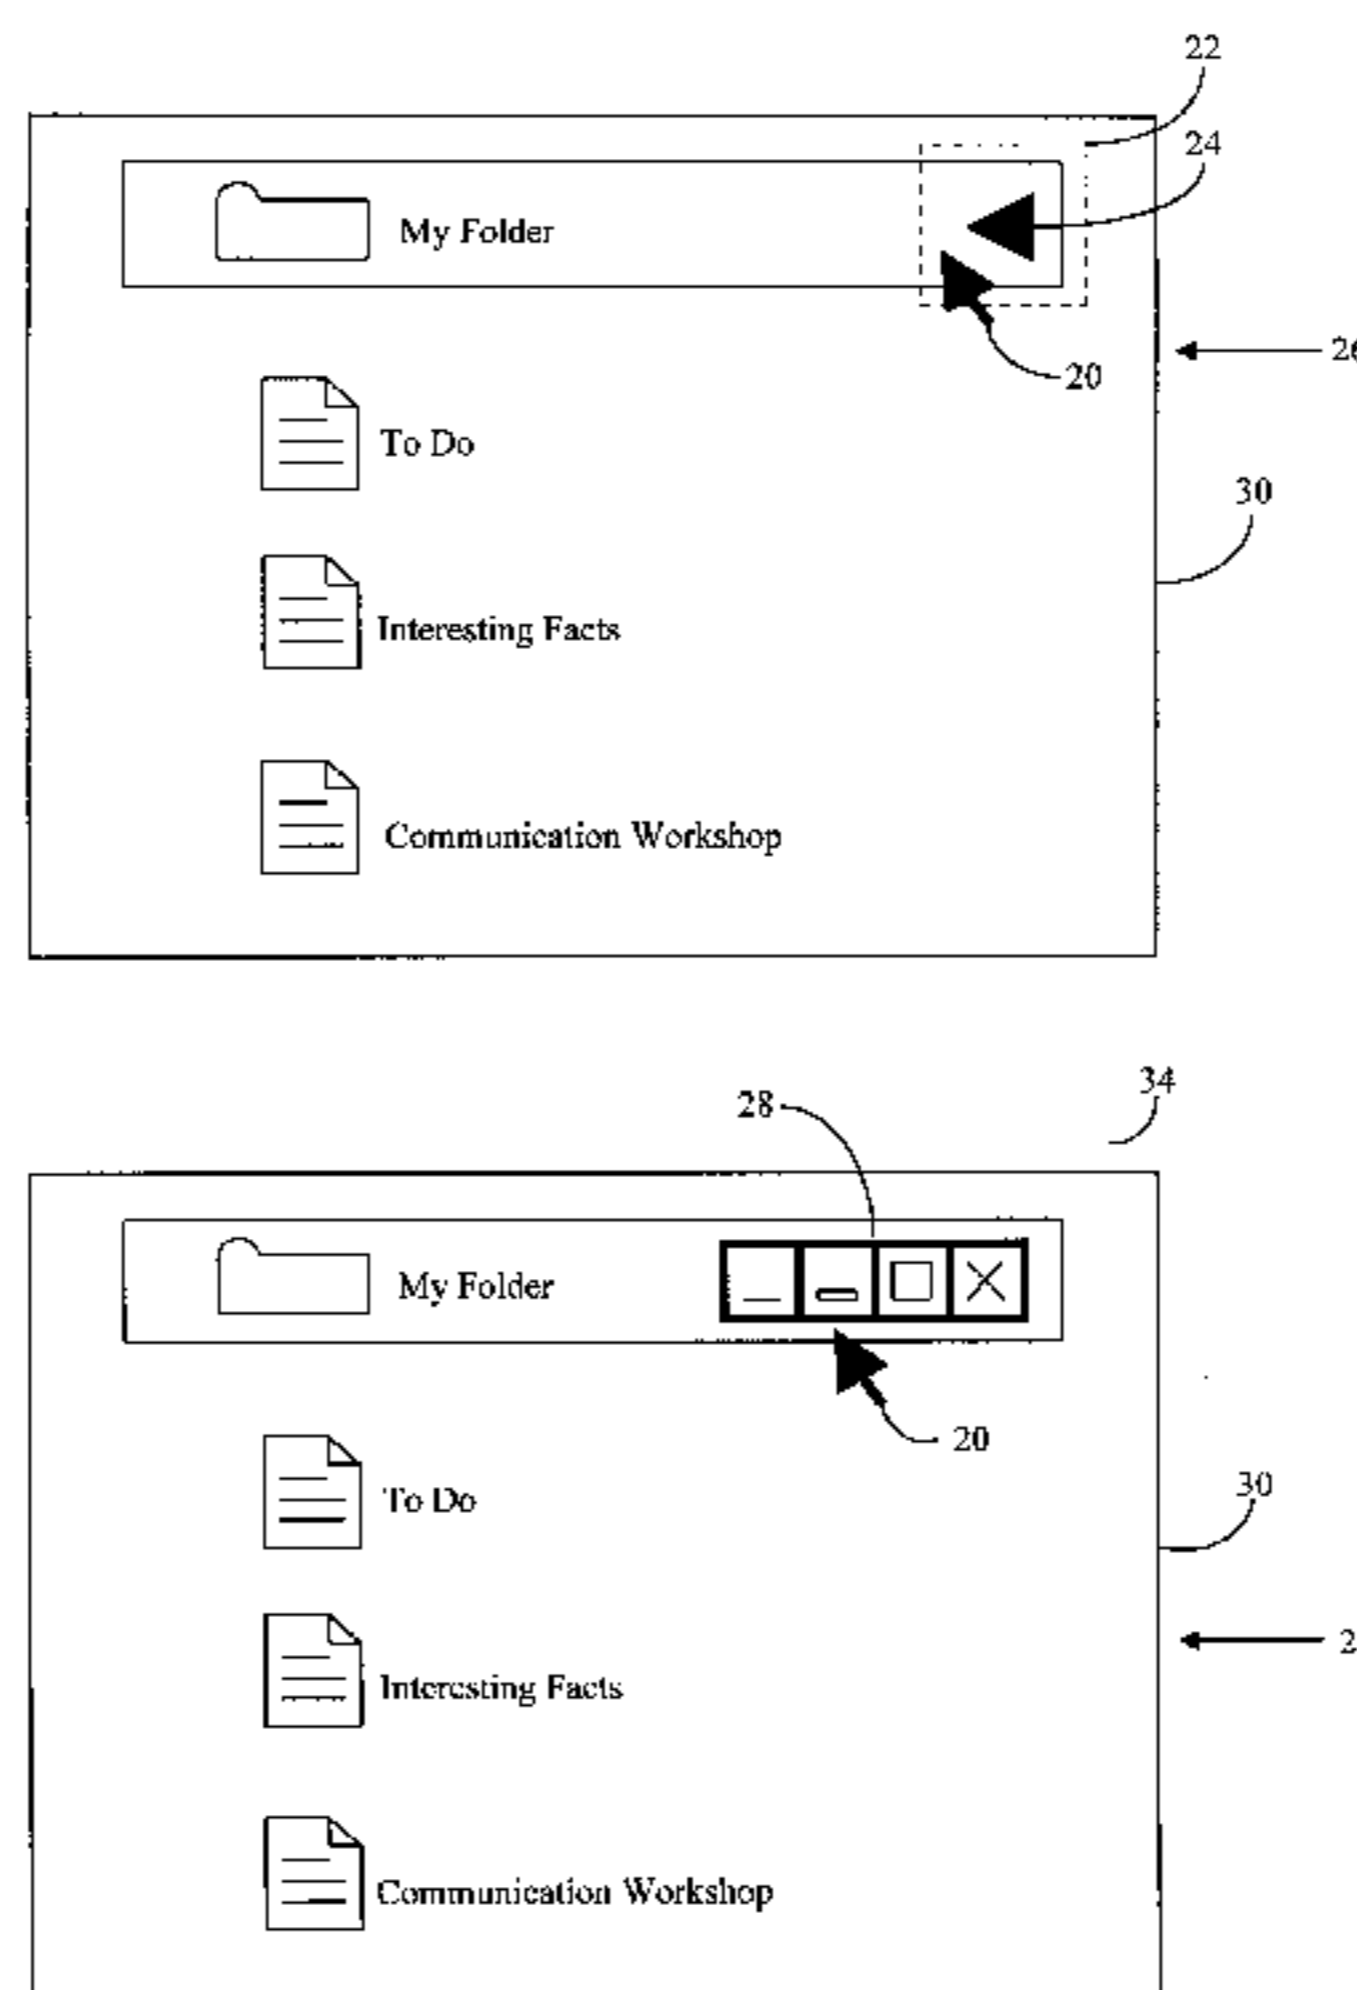 22
24
My Folder
20
To Do
30
Interesting Facts
Communication Workshop
34
28
My Folder
20
To Do
30
Interesting Facts
Communication Workshop